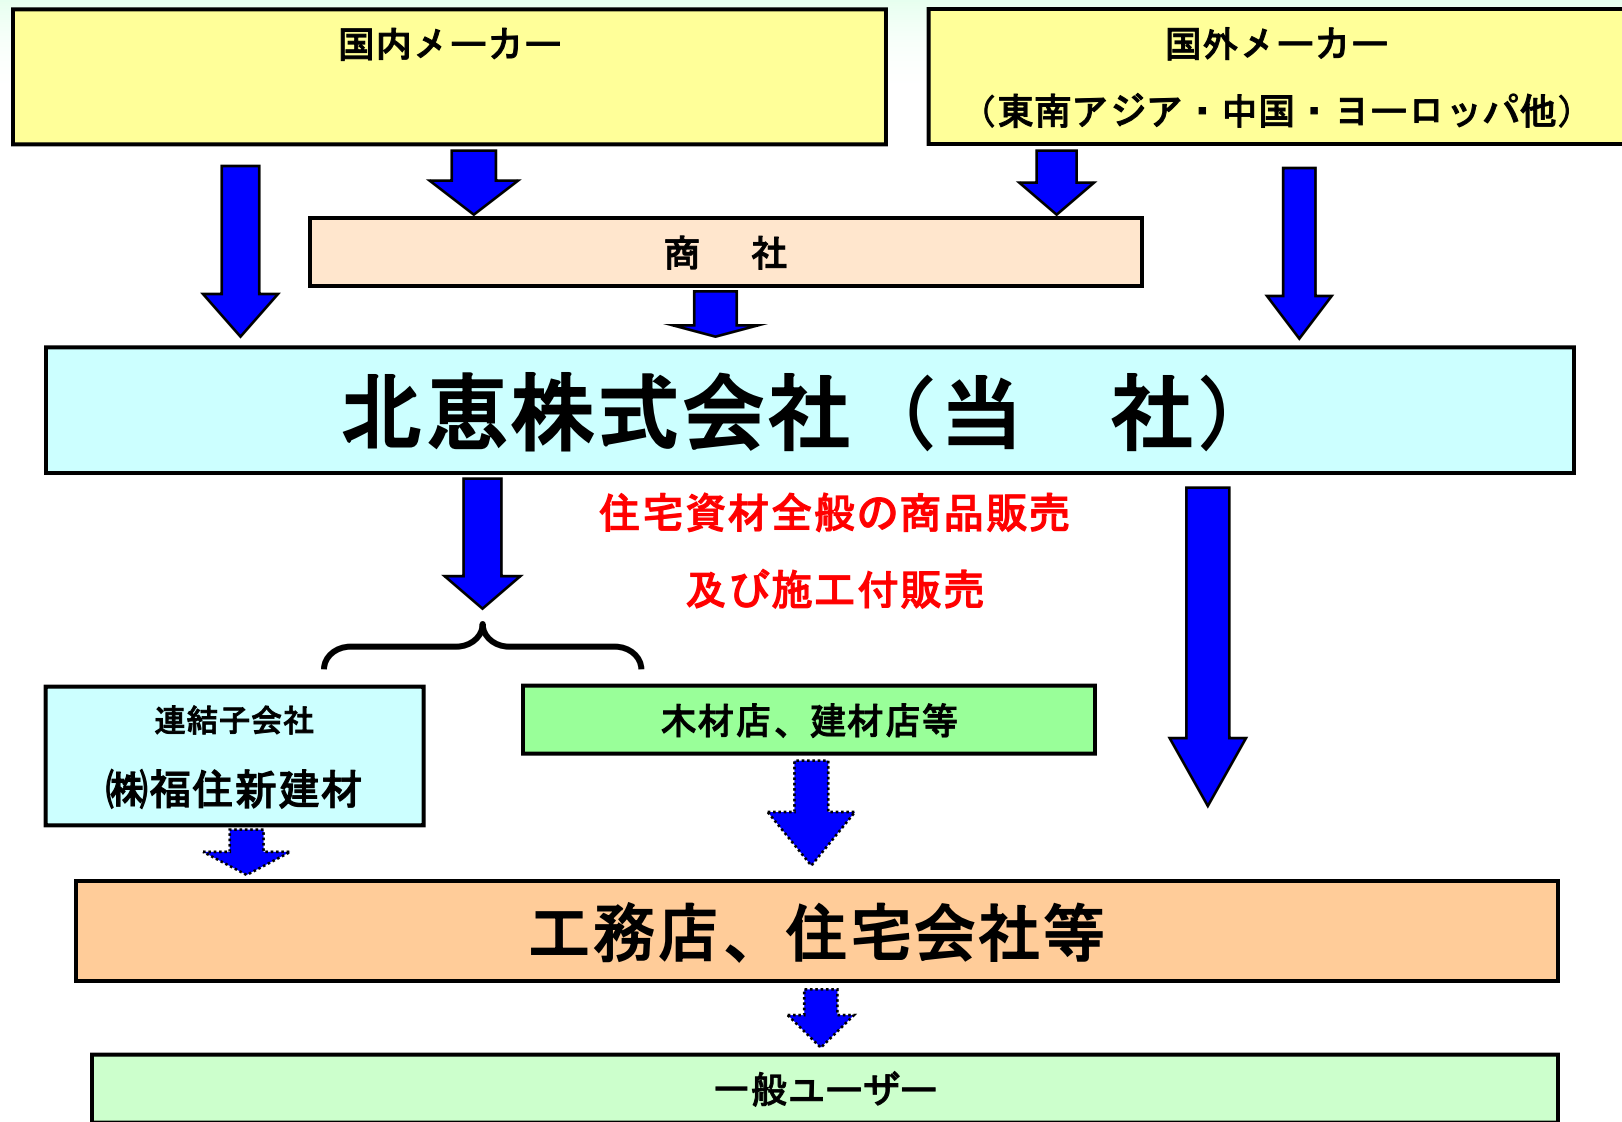 国内メーカー
国外メーカー
（東南アジア・中国・ヨーロッパ他）
商　社
北恵株式会社（当　社）
住宅資材全般の商品販売
及び施工付販売
連結子会社
㈱福住新建材
木材店、建材店等
工務店、住宅会社等
一般ユーザー